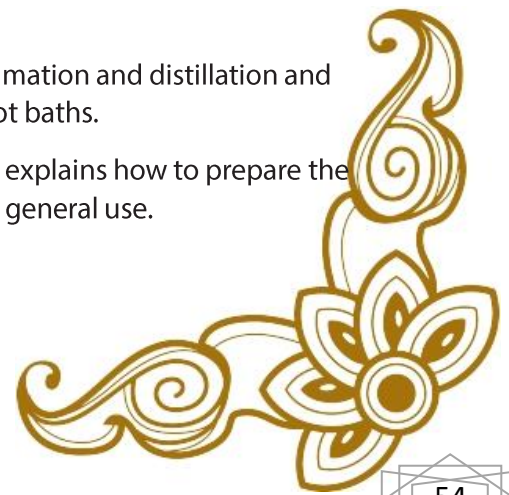 mation and distillation and
ot baths.
explains how to prepare the
general use.
54